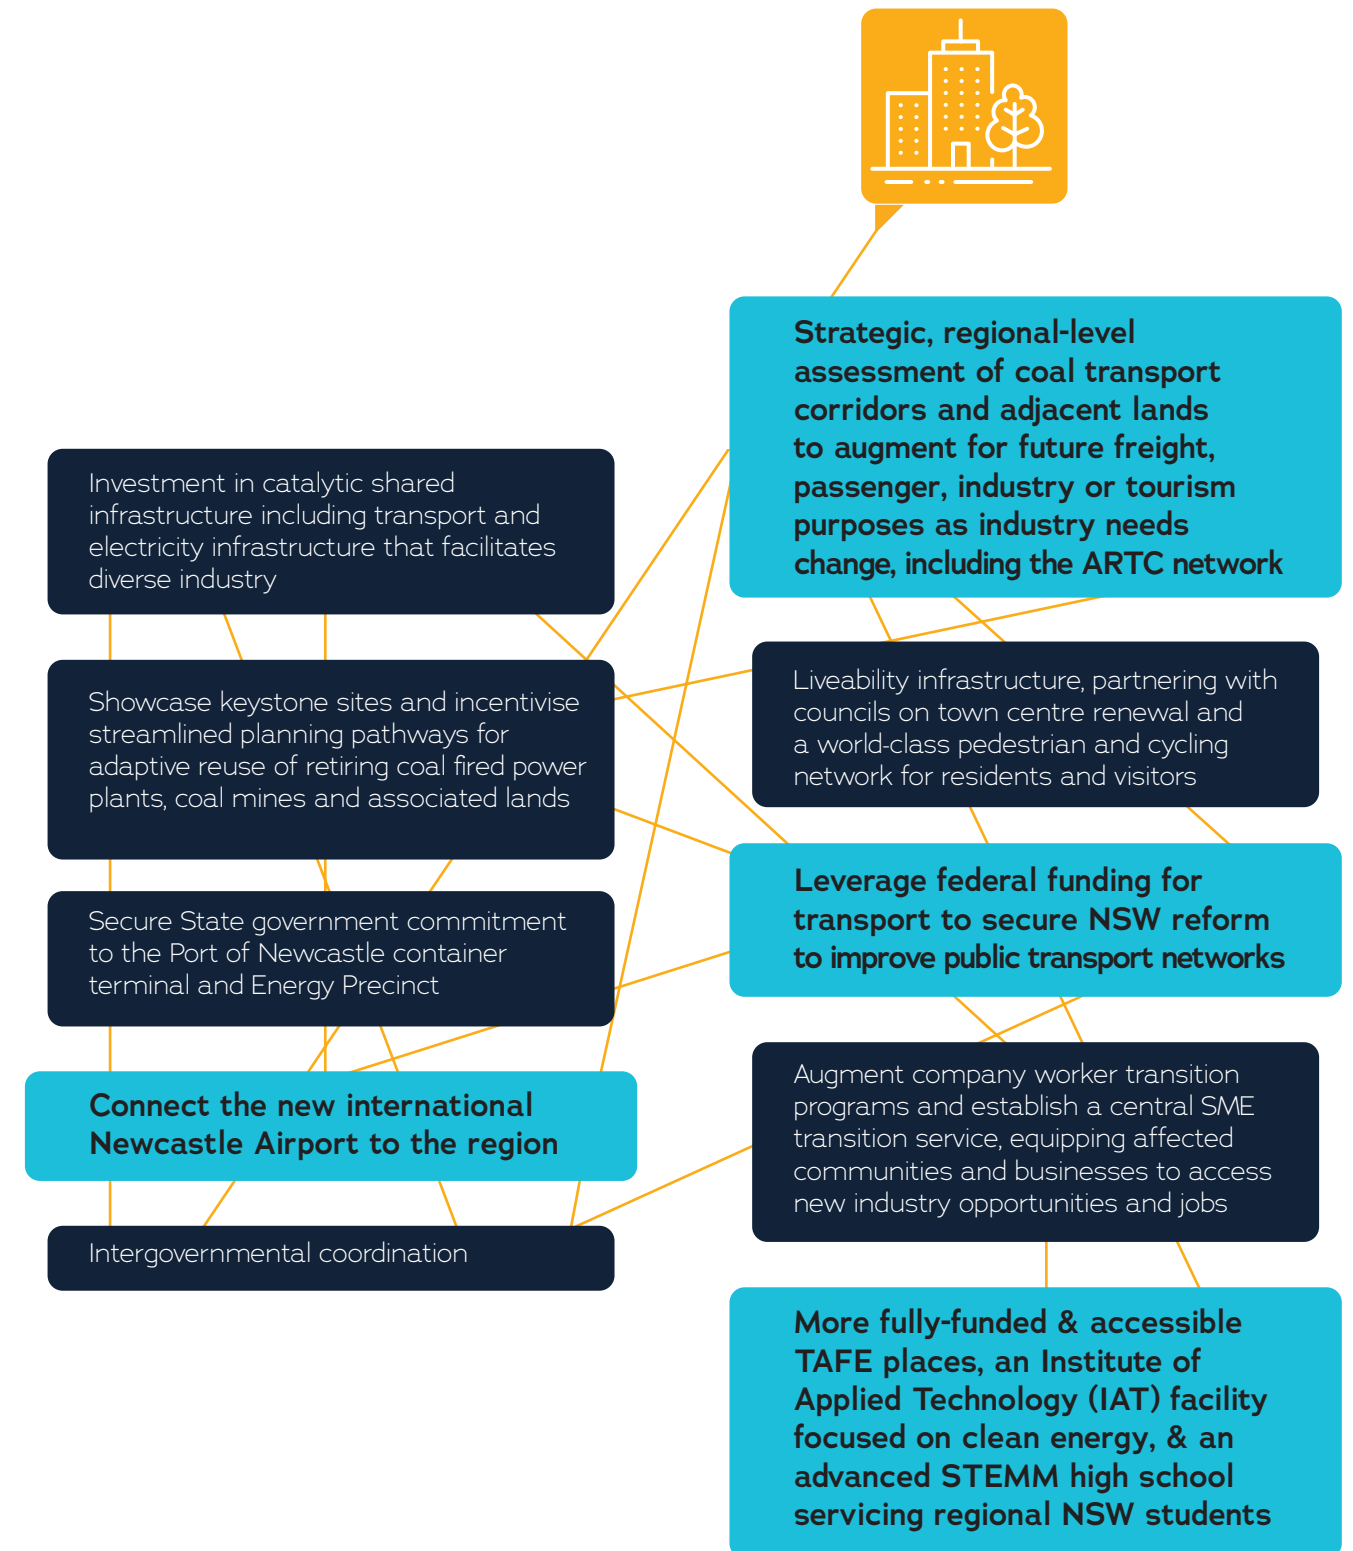 Investment in catalytic shared
infrastructure including transport and
electricity infrastructure that facilitates
diverse industry
Showcase keystone sites and incentivise
streamlined planning pathways for
adaptive reuse of retiring coal fired power
plants, coal mines and associated lands
Secure State government commitment
to the Port of Newcastle container
terminal and Energy Precinct
Connect the new international
Newcastle Airport to the region
Intergovernmental coordination
Strategic, regional-level
assessment of coal transport
corridors and adjacent lands
to augment for future freight,
passenger, industry or tourism
purposes as industry needs
change, including the ARTC network
Liveability infrastructure, partnering with
councils on town centre renewal and
a world-class pedestrian and cycling
network for residents and visitors
Leverage federal funding for
transport to secure NSW reform
to improve public transport networks
Augment company worker transition
programs and establish a central SME
transition service, equipping affected
communities and businesses to access
new industry opportunities and jobs
More fully-funded & accessible
TAFE places, an Institute of
Applied Technology (IAT) facility
focused on clean energy, & an
advanced STEMM high school
servicing regional NSW students